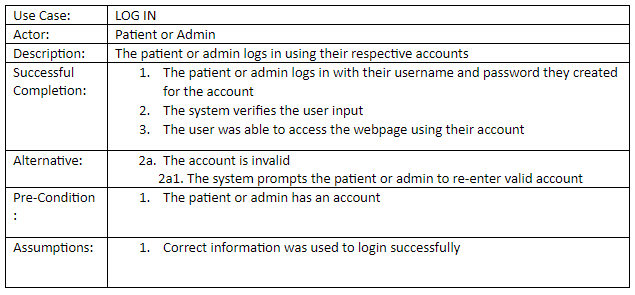 Use Case: LOG IN
Actor: Patient or Admin
Description: The patient or admin logs in using their respective accounts
Successful Completion: 1. The patient or admin logs in with their username and password they created
for the account
2. The system verifies the user input
3. The user was able to access the webpage using their account
Alternative: 2a. The account is invalid
2a1. The system prompts the patient or admin to re-enter valid account
Pre-Condition : 1. The patient or admin has an account
Assumptions: 1. Correct information was used to login successfully